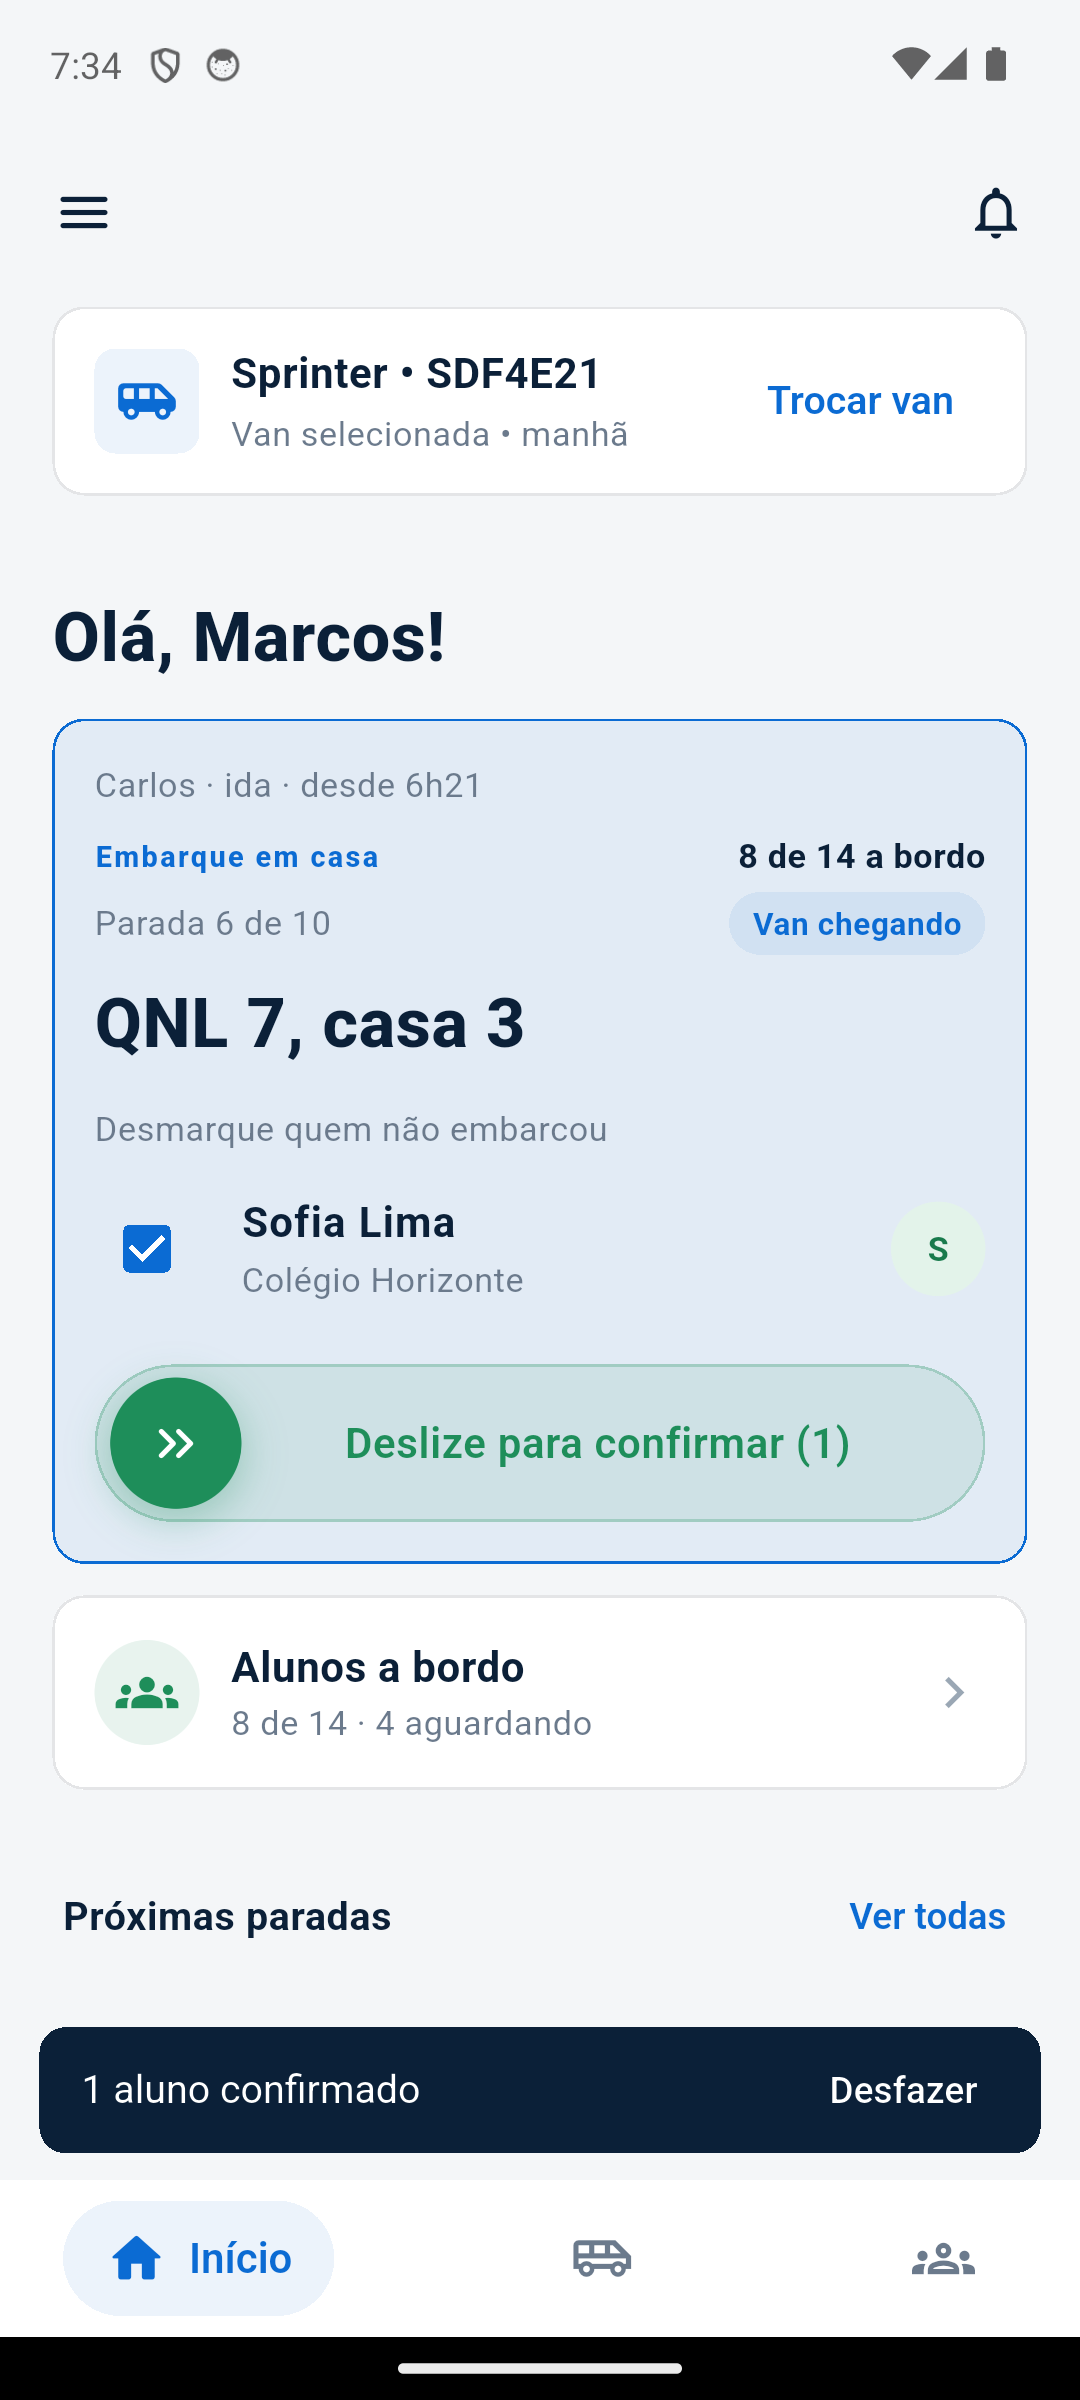 7:34
Sprinter • SDF4E21
Van selecionada • manhã
Trocar van
Olá, Marcos!
Carlos · ida · desde 6h21
Embarque em casa
8 de 14 a bordo
Parada 6 de 10
Van chegando
QNL 7, casa 3
Desmarque quem não embarcou
Sofia Lima
Colégio Horizonte
S
Deslize para confirmar (1)
Alunos a bordo
8 de 14 · 4 aguardando
Próximas paradas
Ver todas
1 aluno confirmado
Desfazer
Início